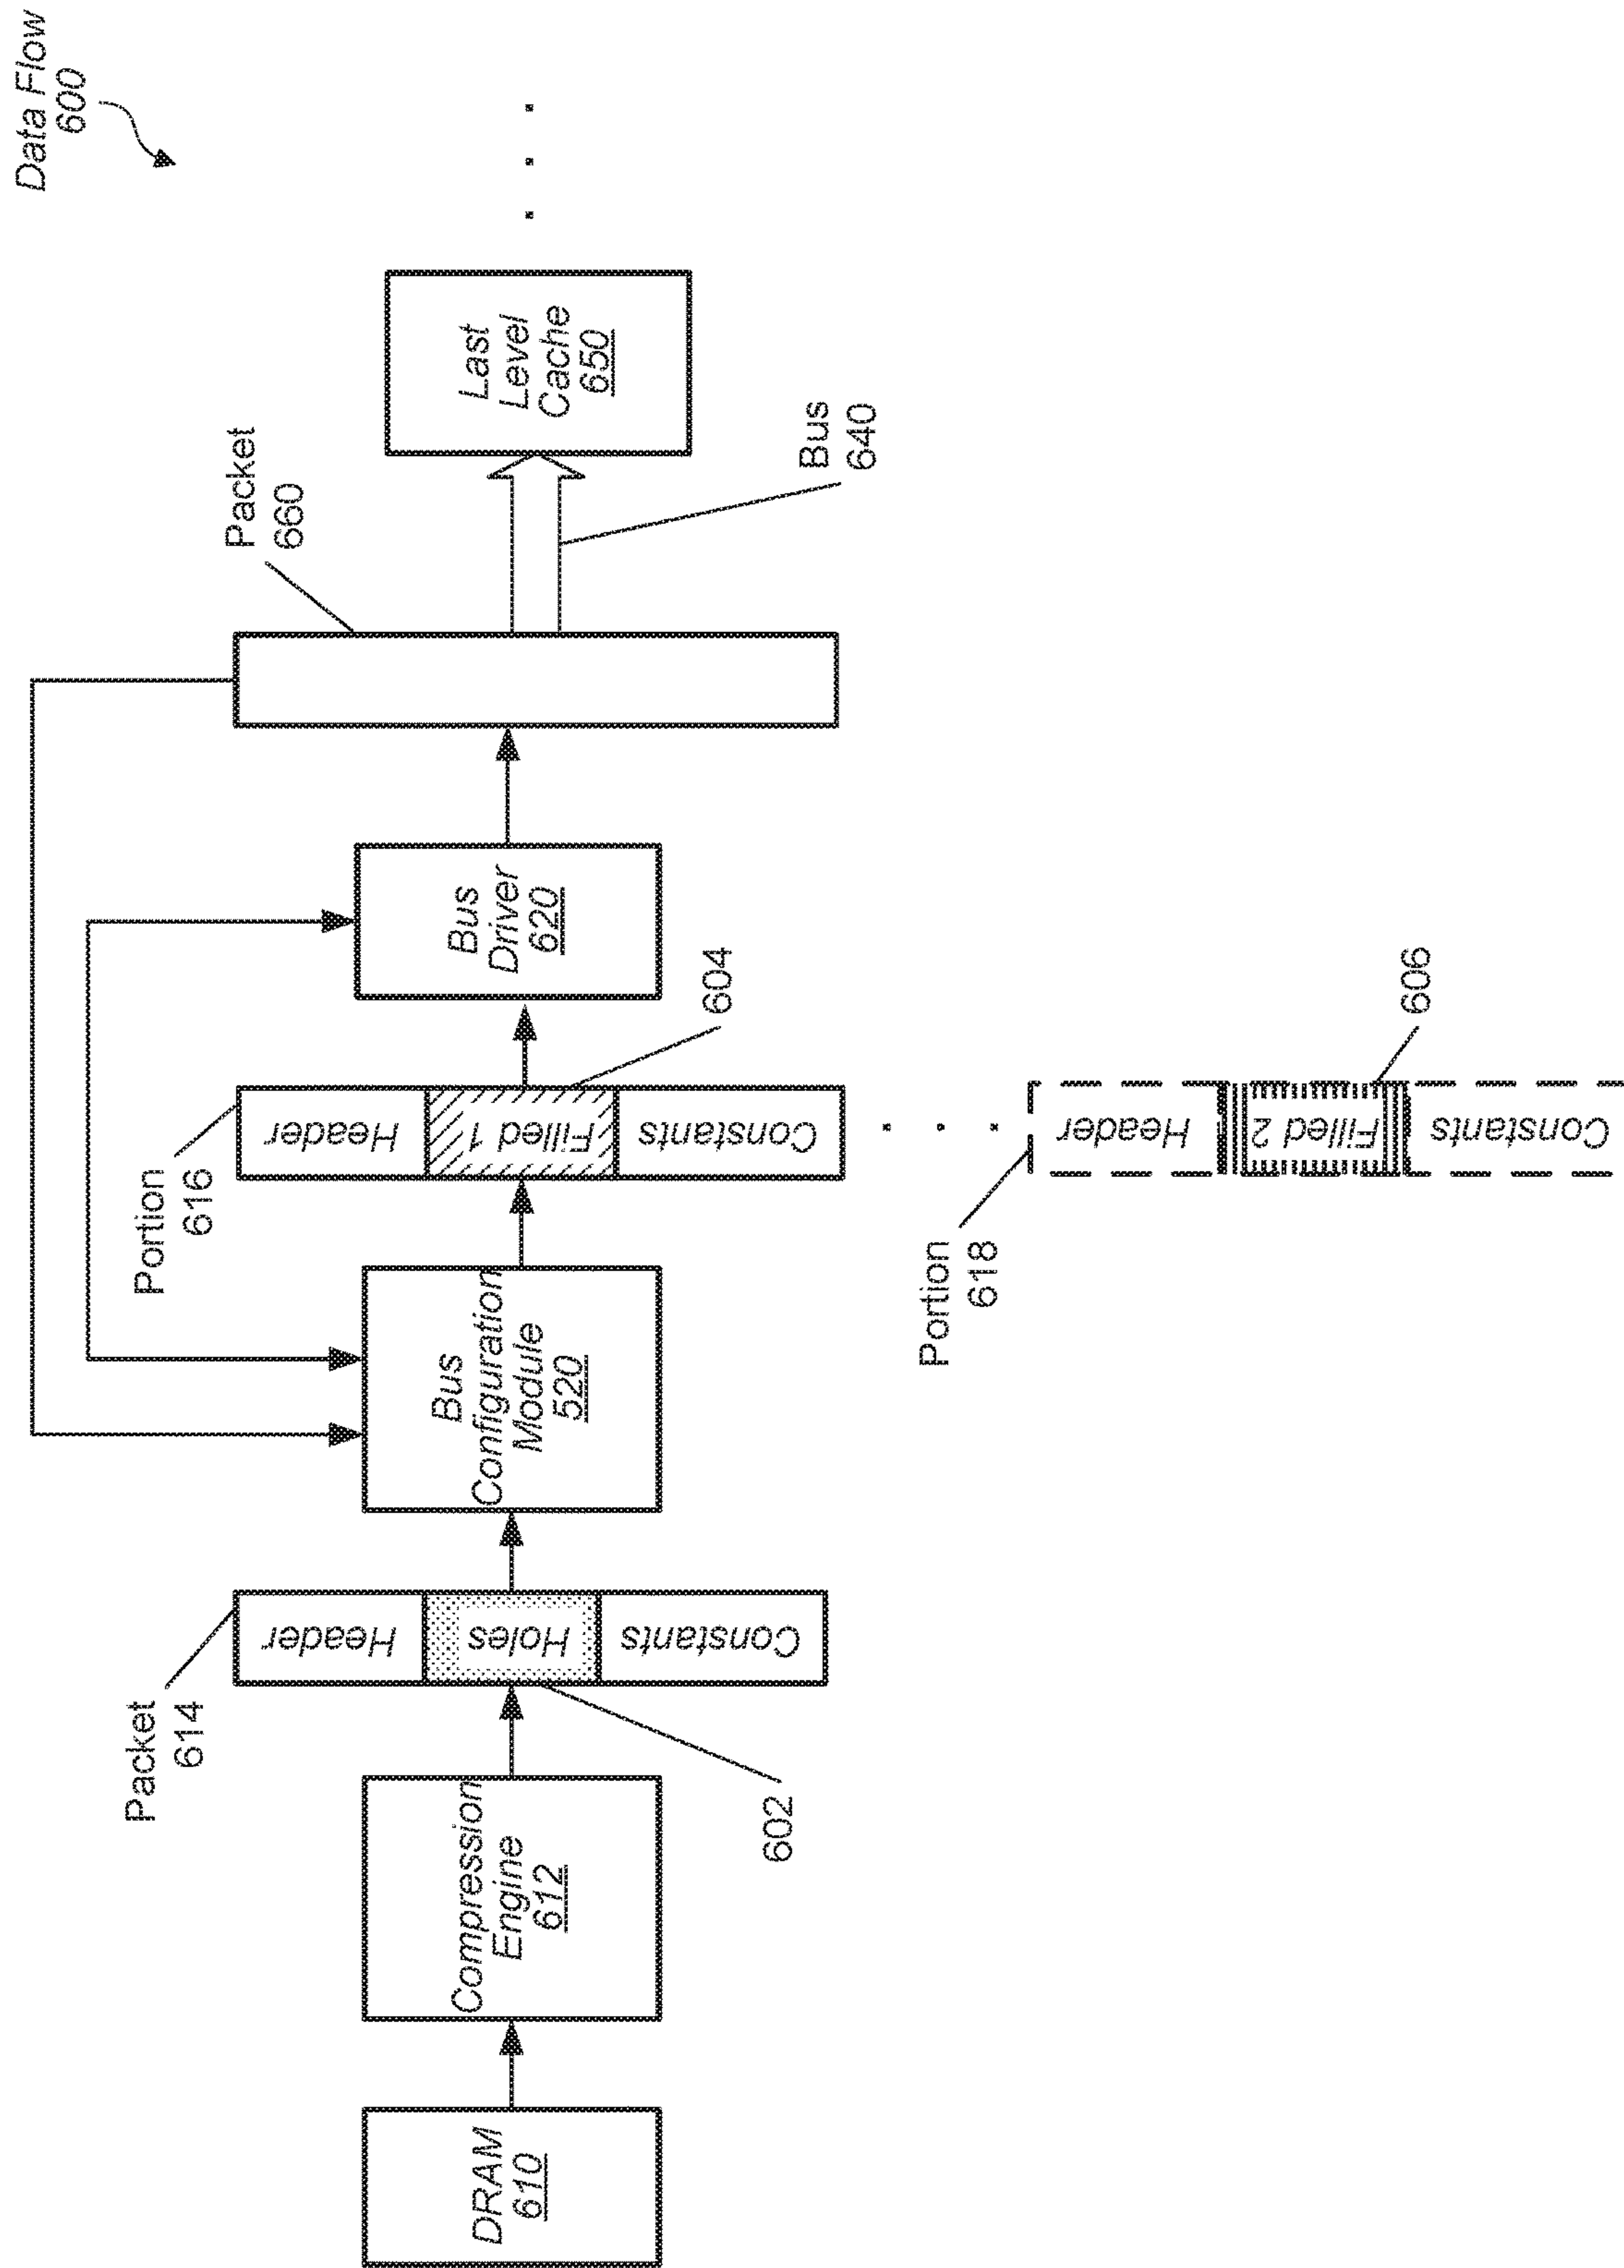 Data Flow
600
DRAM
610
Compression
Engine
612
Packet
614
Header
Holes
Constants
602
Bus
Configuration
Module
520
Portion
616
Header
Filled 1
Constants
604
Portion
618
Header
Filled 2
Constants
606
Bus
Driver
620
Packet
660
Bus
640
Last
Level
Cache
650